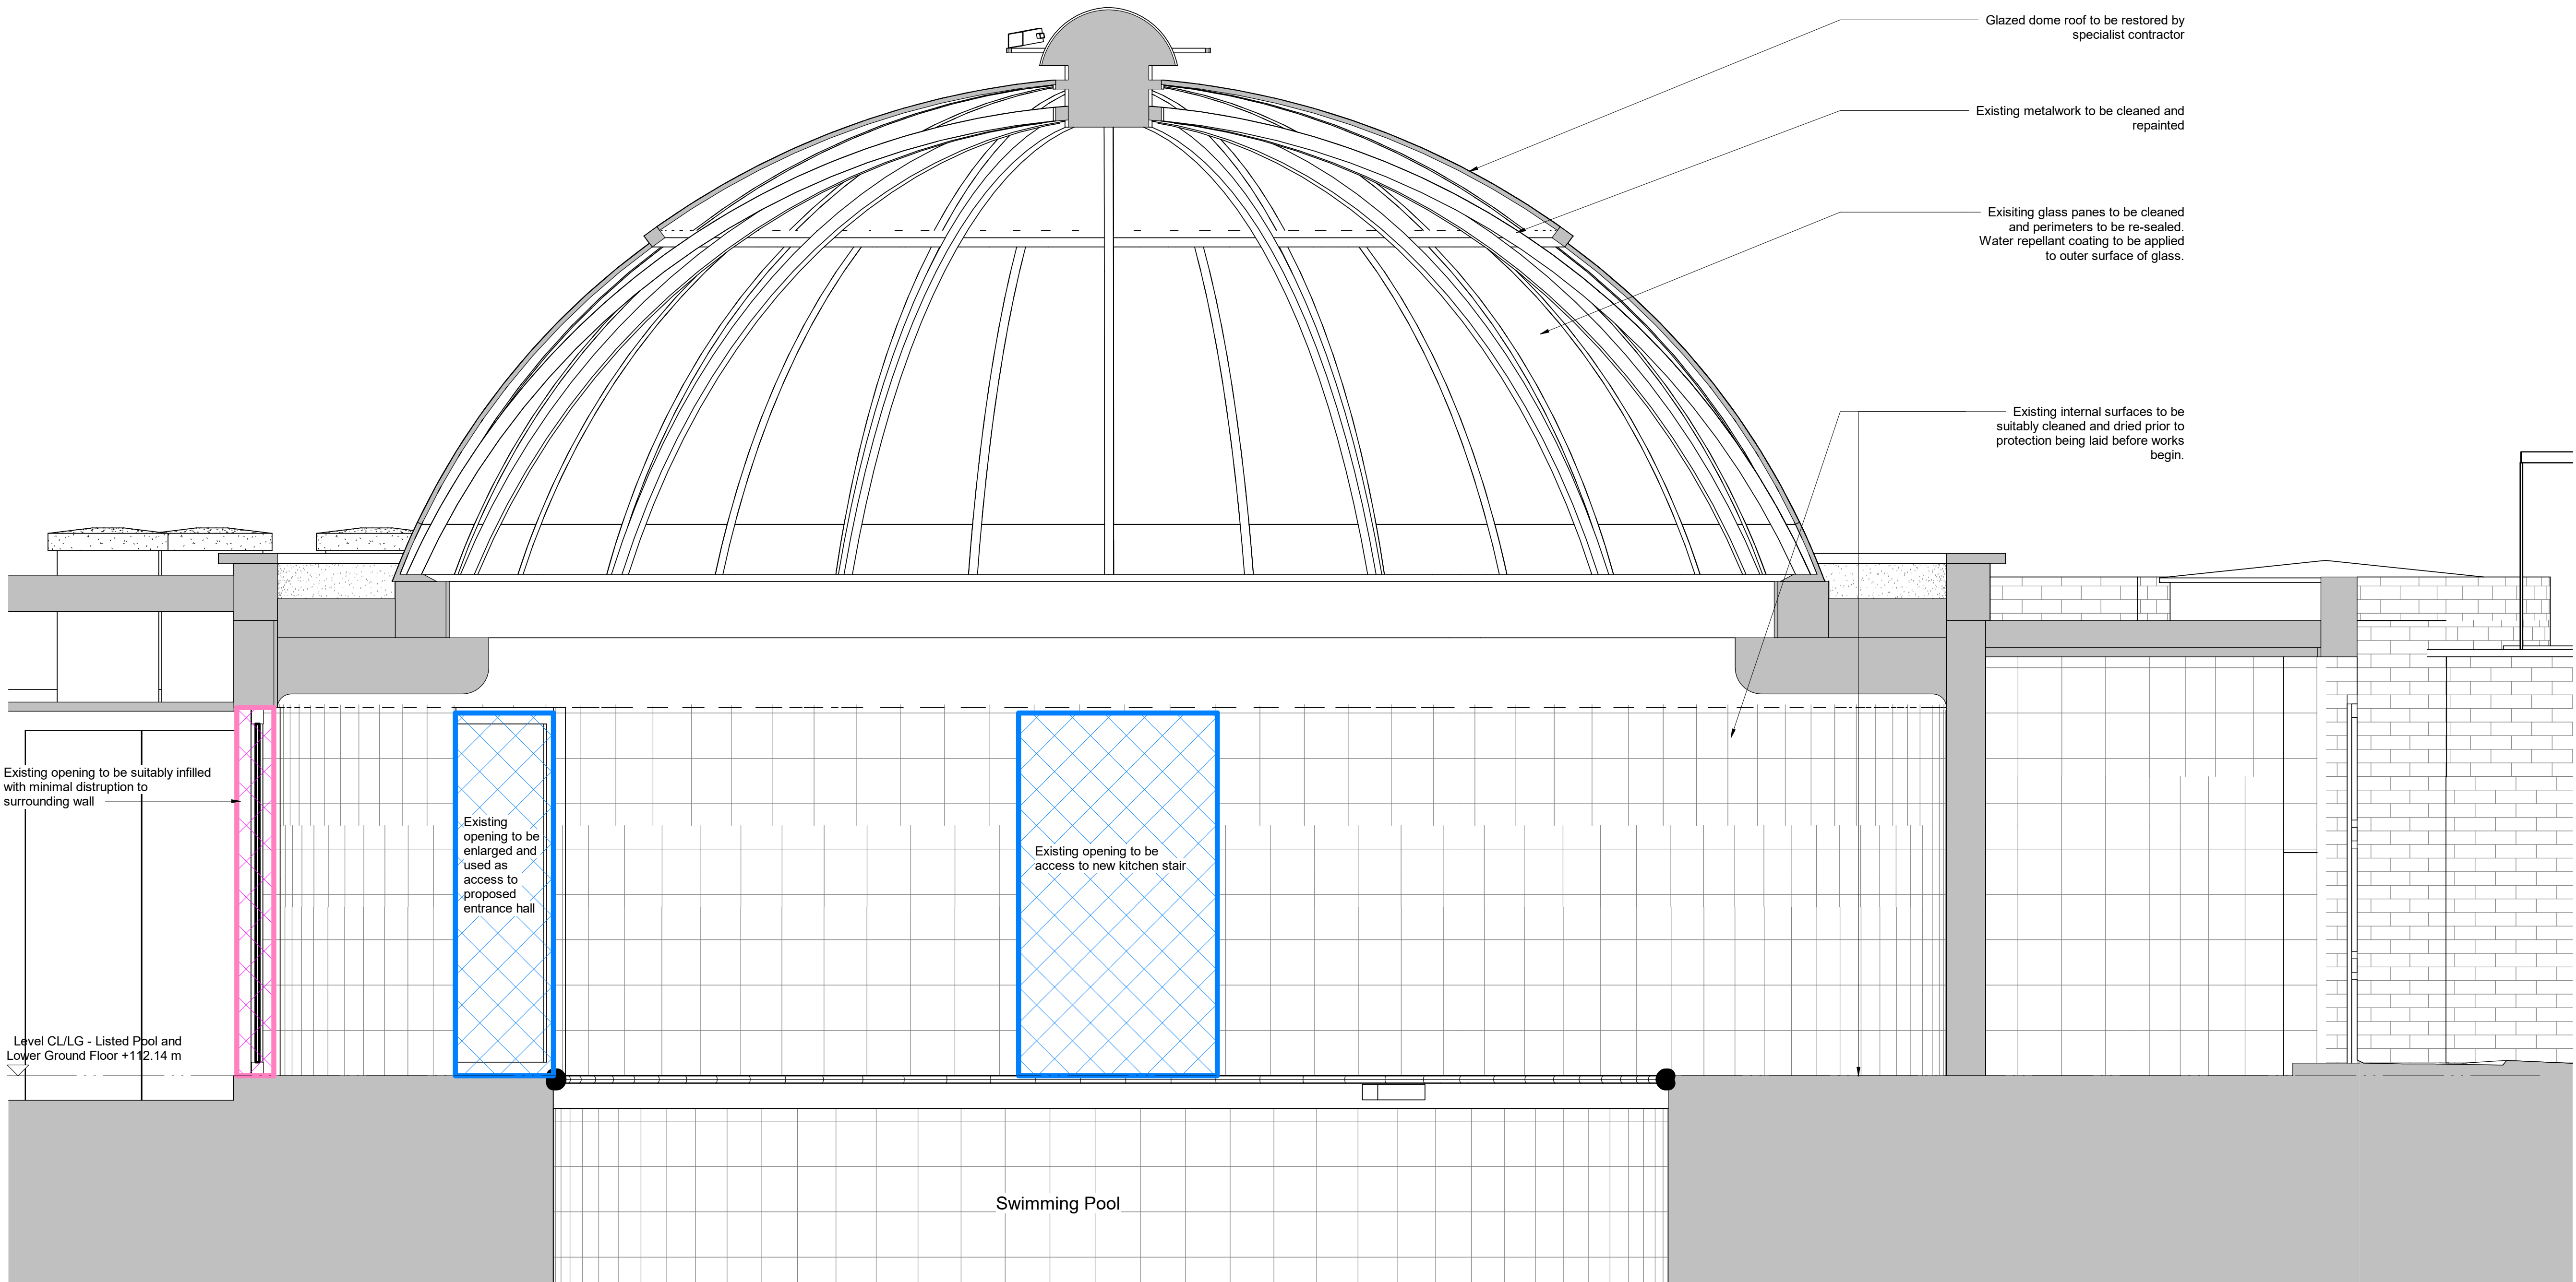 Glazed dome roof to be restored by
specialist contractor
Existing metalwork to be cleaned and
repainted
Exisiting glass panes to be cleaned
and perimeters to be re-sealed.
Water repellant coating to be applied
to outer surface of glass.
Existing internal surfaces to be
suitably cleaned and dried prior to
protection being laid before works
begin.
Existing opening to be suitably infilled
with minimal distruption to
surrounding wall
Existing
opening to be
enlarged and
used as
access to
proposed
entrance hall
Existing opening to be
access to new kitchen stair
Level CL/LG - Listed Pool and
Lower Ground Floor +112.14 m
Swimming Pool